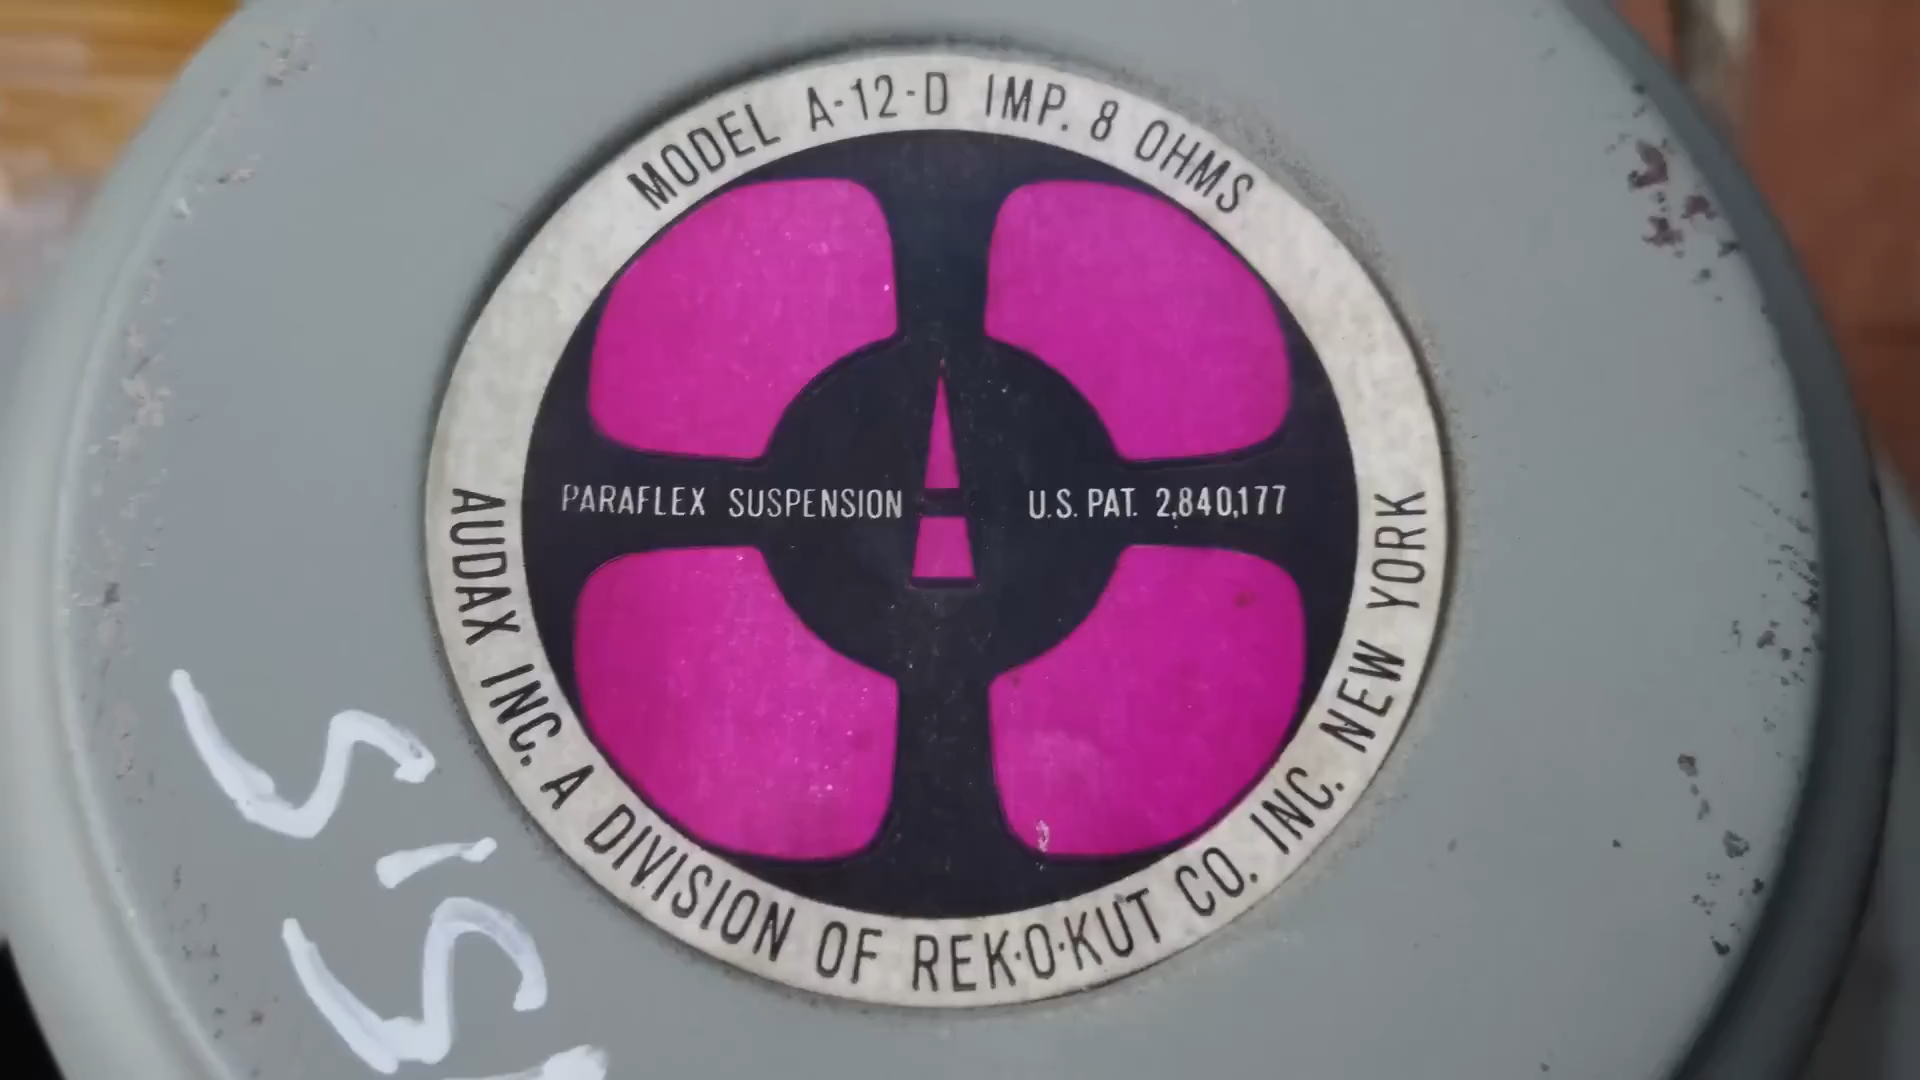 MODEL A-12-D IMP. 8 OHMS
PARAFLEX SUSPENSION U.S. PAT. 2,840,177
AUDAX INC. A DIVISION OF REK·O·KUT CO. INC. NEW YORK